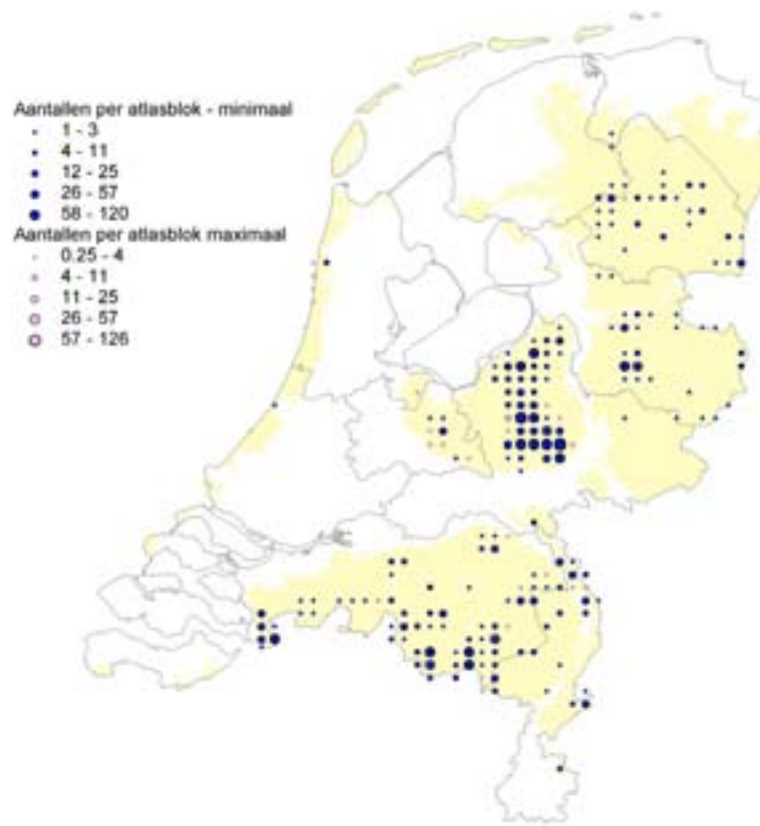 Aantallen per atlasblok - minimaal
1 - 3
4 - 11
12 - 25
26 - 57
58 - 120
Aantallen per atlasblok maximaal
0.25 - 4
4 - 11
11 - 25
26 - 57
57 - 126